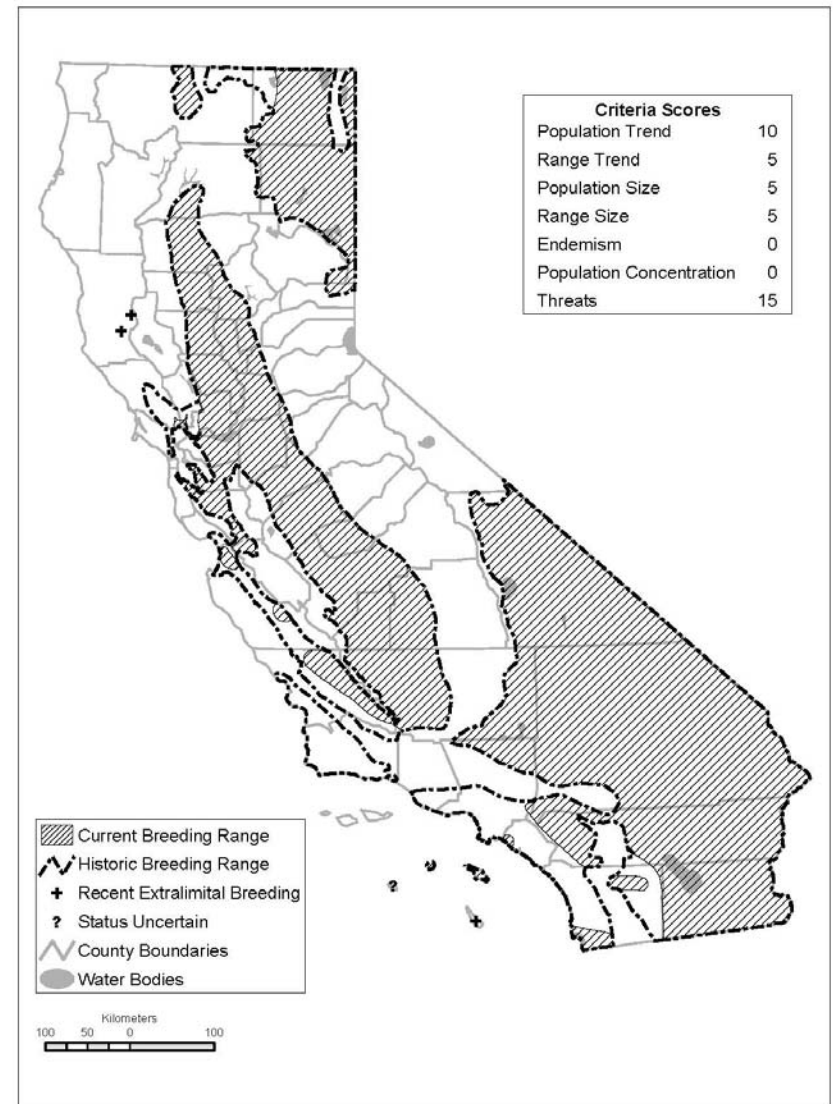 Criteria Scores
Population Trend 10
Range Trend 5
Population Size 5
Range Size 5
Endemism 0
Population Concentration 0
Threats 15
?
Current Breeding Range
Historic Breeding Range
Recent Extralimital Breeding
? Status Uncertain
County Boundaries
Water Bodies
Kilometers
100 50 0 100